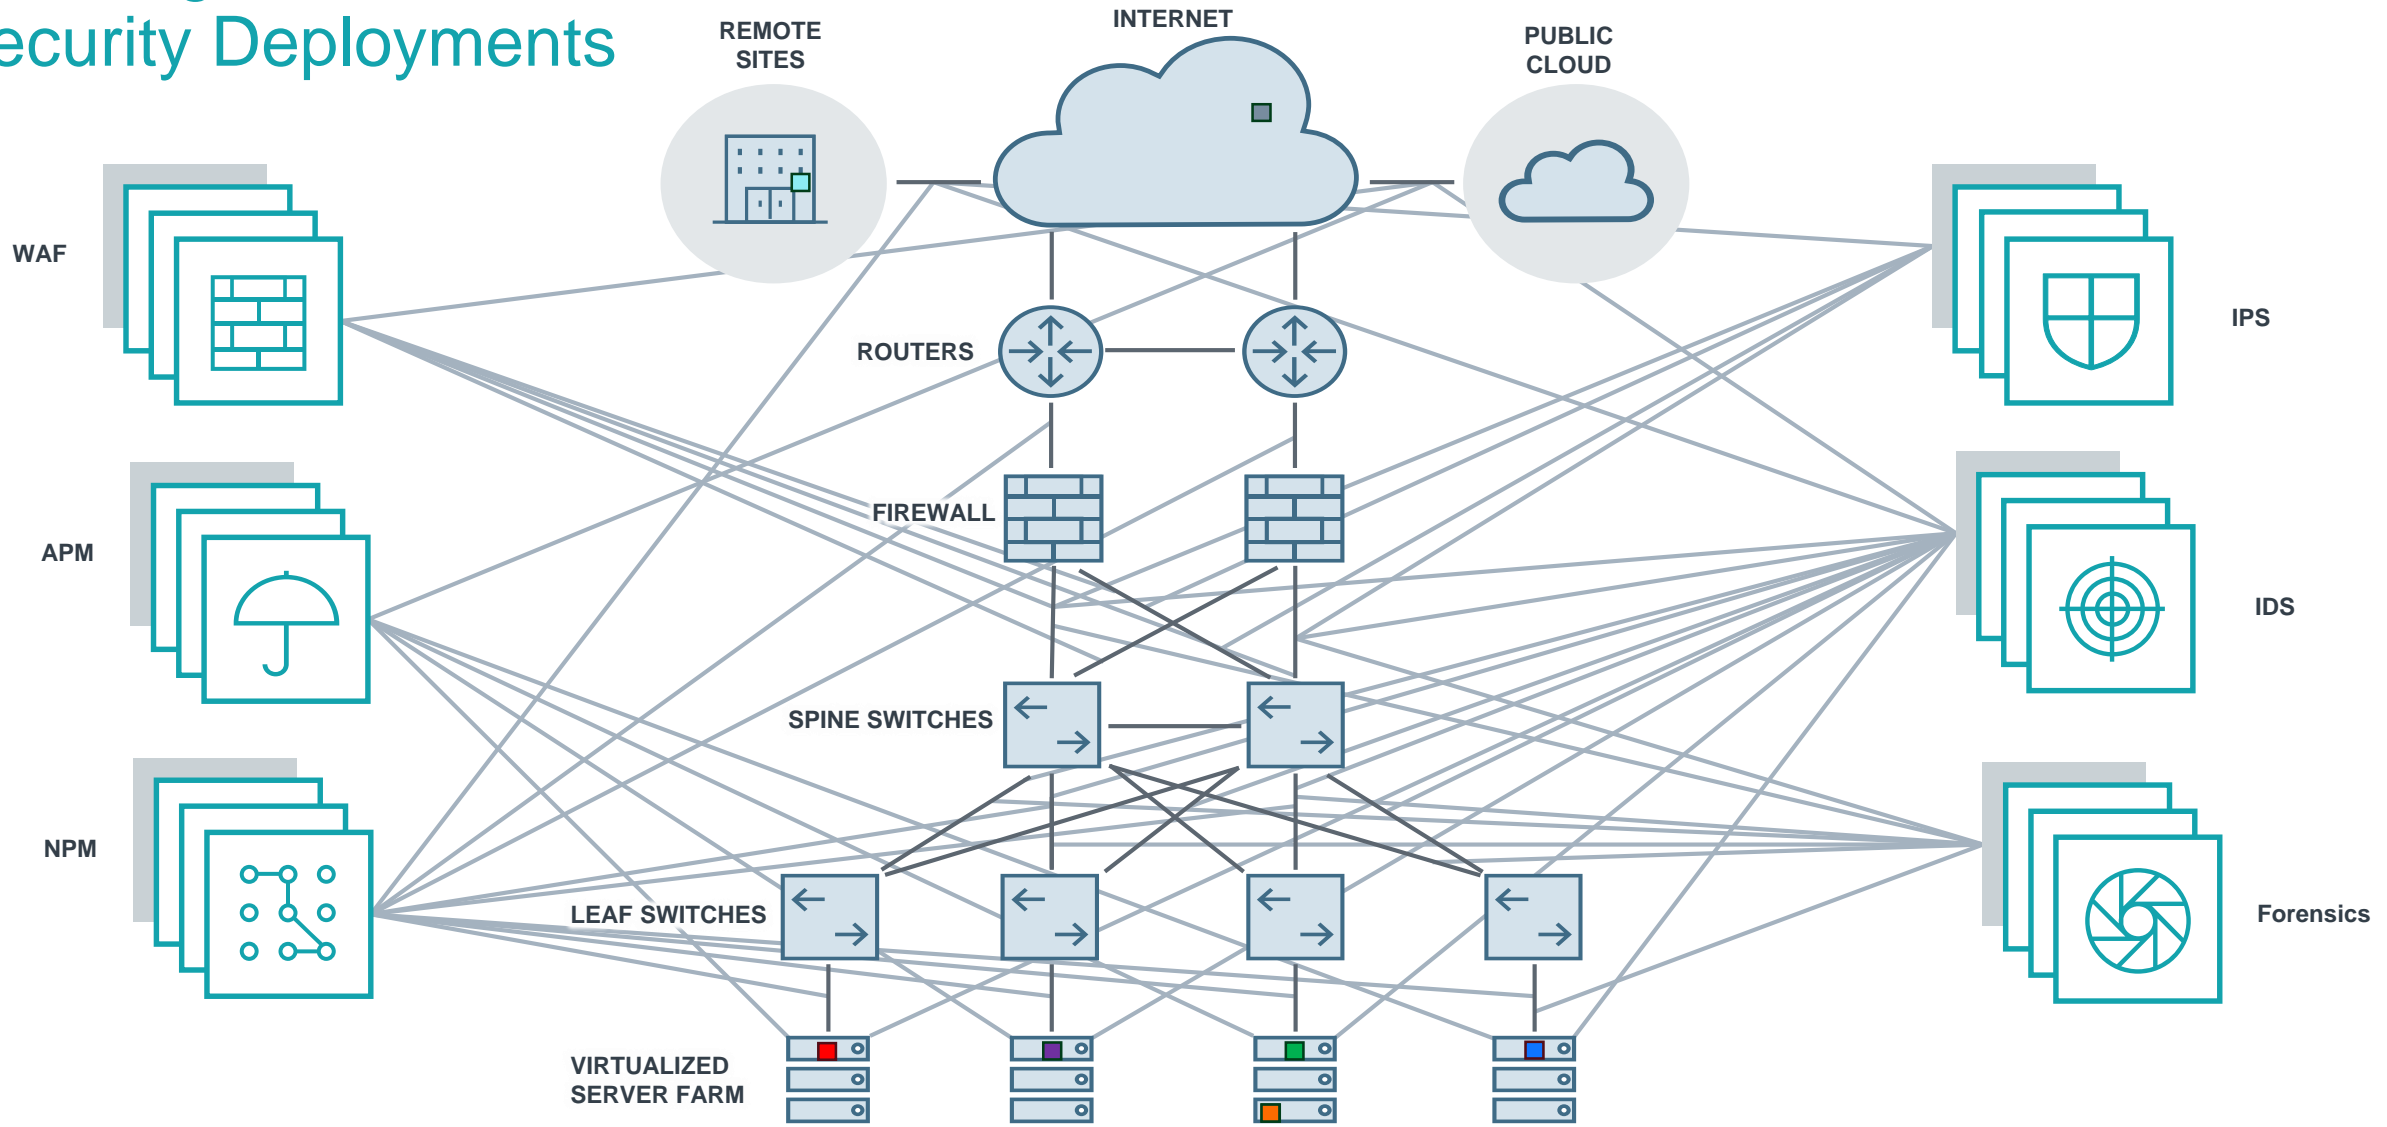 ecurity Deployments
REMOTE
SITES
INTERNET
PUBLIC
CLOUD
WAF
IPS
ROUTERS
FIREWALL
APM
IDS
SPINE SWITCHES
NPM
LEAF SWITCHES
Forensics
VIRTUALIZED
SERVER FARM